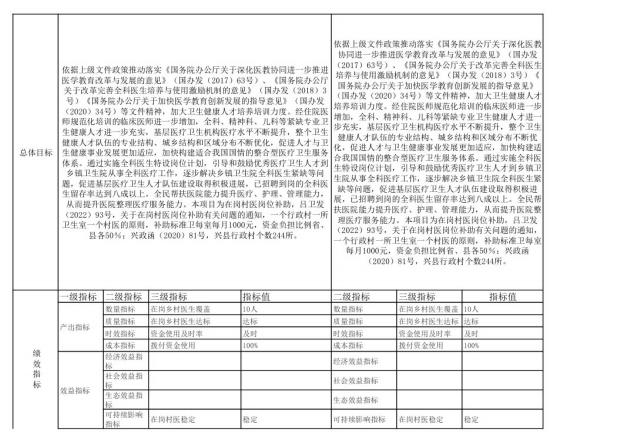 总体目标
依据上级文件政策推动落实《国务院办公厅关于深化医教协同进一步推进
医学教育改革与发展的意见》（国办发（2017）63号）、《国务院办公厅
关于改革完善全科医生培养与使用激励机制的意见》（国办发（2018）3
号）《国务院办公厅关于加快医学教育创新发展的指导意见》（国办发
（2020）34号）等文件精神，加大卫生健康人才培养培训力度。经住院医
师规范化培训的临床医师进一步增加，全科、精神科、儿科等紧缺专业卫
生健康人才进一步充实，基层医疗卫生机构医疗水平不断提升，整个卫生
健康人才队伍的专业结构、城乡结构和区域分布不断优化，促进人才与卫
生健康事业发展更加适应，加快构建适合我国国情的整合型医疗卫生服务
体系。通过实施全科医生特设岗位计划，引导和鼓励优秀医疗卫生人才到
乡镇卫生院从事全科医疗工作，逐步解决乡镇卫生院全科医生紧缺等问
题，促进基层医疗卫生人才队伍建设取得积极进展，已招聘到岗的全科医
生留存率达到八成以上。全民帮扶医院能力提升医疗、护理、管理能力，
从而提升医院整理医疗服务能力。本项目为在岗村医岗位补助，吕卫发
（2022）93号，关于在岗村医岗位补助有关问题的通知，一个行政村一所
卫生室一个村医的原则，补助标准卫每室每月1000元，资金负担比例省、
县各50%；兴政函（2020）81号，兴县行政村个数244所。
依据上级文件政策推动落实《国务院办公厅关于深化医教
协同进一步推进医学教育改革与发展的意见》（国办发
（2017）63号）、《国务院办公厅关于改革完善全科医生
培养与使用激励机制的意见》（国办发（2018）3号）《
国务院办公厅关于加快医学教育创新发展的指导意见》
（国办发（2020）34号）等文件精神，加大卫生健康人才
培养培训力度。经住院医师规范化培训的临床医师进一步
增加，全科、精神科、儿科等紧缺专业卫生健康人才进一
步充实，基层医疗卫生机构医疗水平不断提升，整个卫生
健康人才队伍的专业结构、城乡结构和区域分布不断优
化，促进人才与卫生健康事业发展更加适应，加快构建适
合我国国情的整合型医疗卫生服务体系。通过实施全科医
生特设岗位计划，引导和鼓励优秀医疗卫生人才到乡镇卫
生院从事全科医疗工作，逐步解决乡镇卫生院全科医生紧
缺等问题，促进基层医疗卫生人才队伍建设取得积极进
展，已招聘到岗的全科医生留存率达到八成以上。全民帮
扶医院能力提升医疗、护理、管理能力，从而提升医院整
理医疗服务能力，本项目为在岗村医岗位补助，吕卫发
（2022）93号，关于在岗村医岗位补助有关问题的通知，
一个行政村一所卫生室一个村医的原则，补助标准卫每室
每月1000元，资金负担比例省、县各50%；兴政函
（2020）81号，兴县行政村个数244所。
绩效指标
一级指标 二级指标 三级指标 指标值 二级指标 三级指标 指标值
产出指标
数量指标 在岗乡村医生覆盖 10人 数量指标 在岗乡村医生覆盖 10人
质量指标 在岗乡村医生达标 达标 质量指标 在岗乡村医生达标 达标
时效指标 资金使用及时率 及时 时效指标 资金使用及时率 及时
成本指标 拨付资金使用 100% 成本指标 拨付资金使用 100%
效益指标
经济效益指标 经济效益指标
社会效益指标 社会效益指标
生态效益指标 生态效益指标
可持续影响指标 在岗村医稳定 稳定 可持续影响指标 在岗村医稳定 稳定